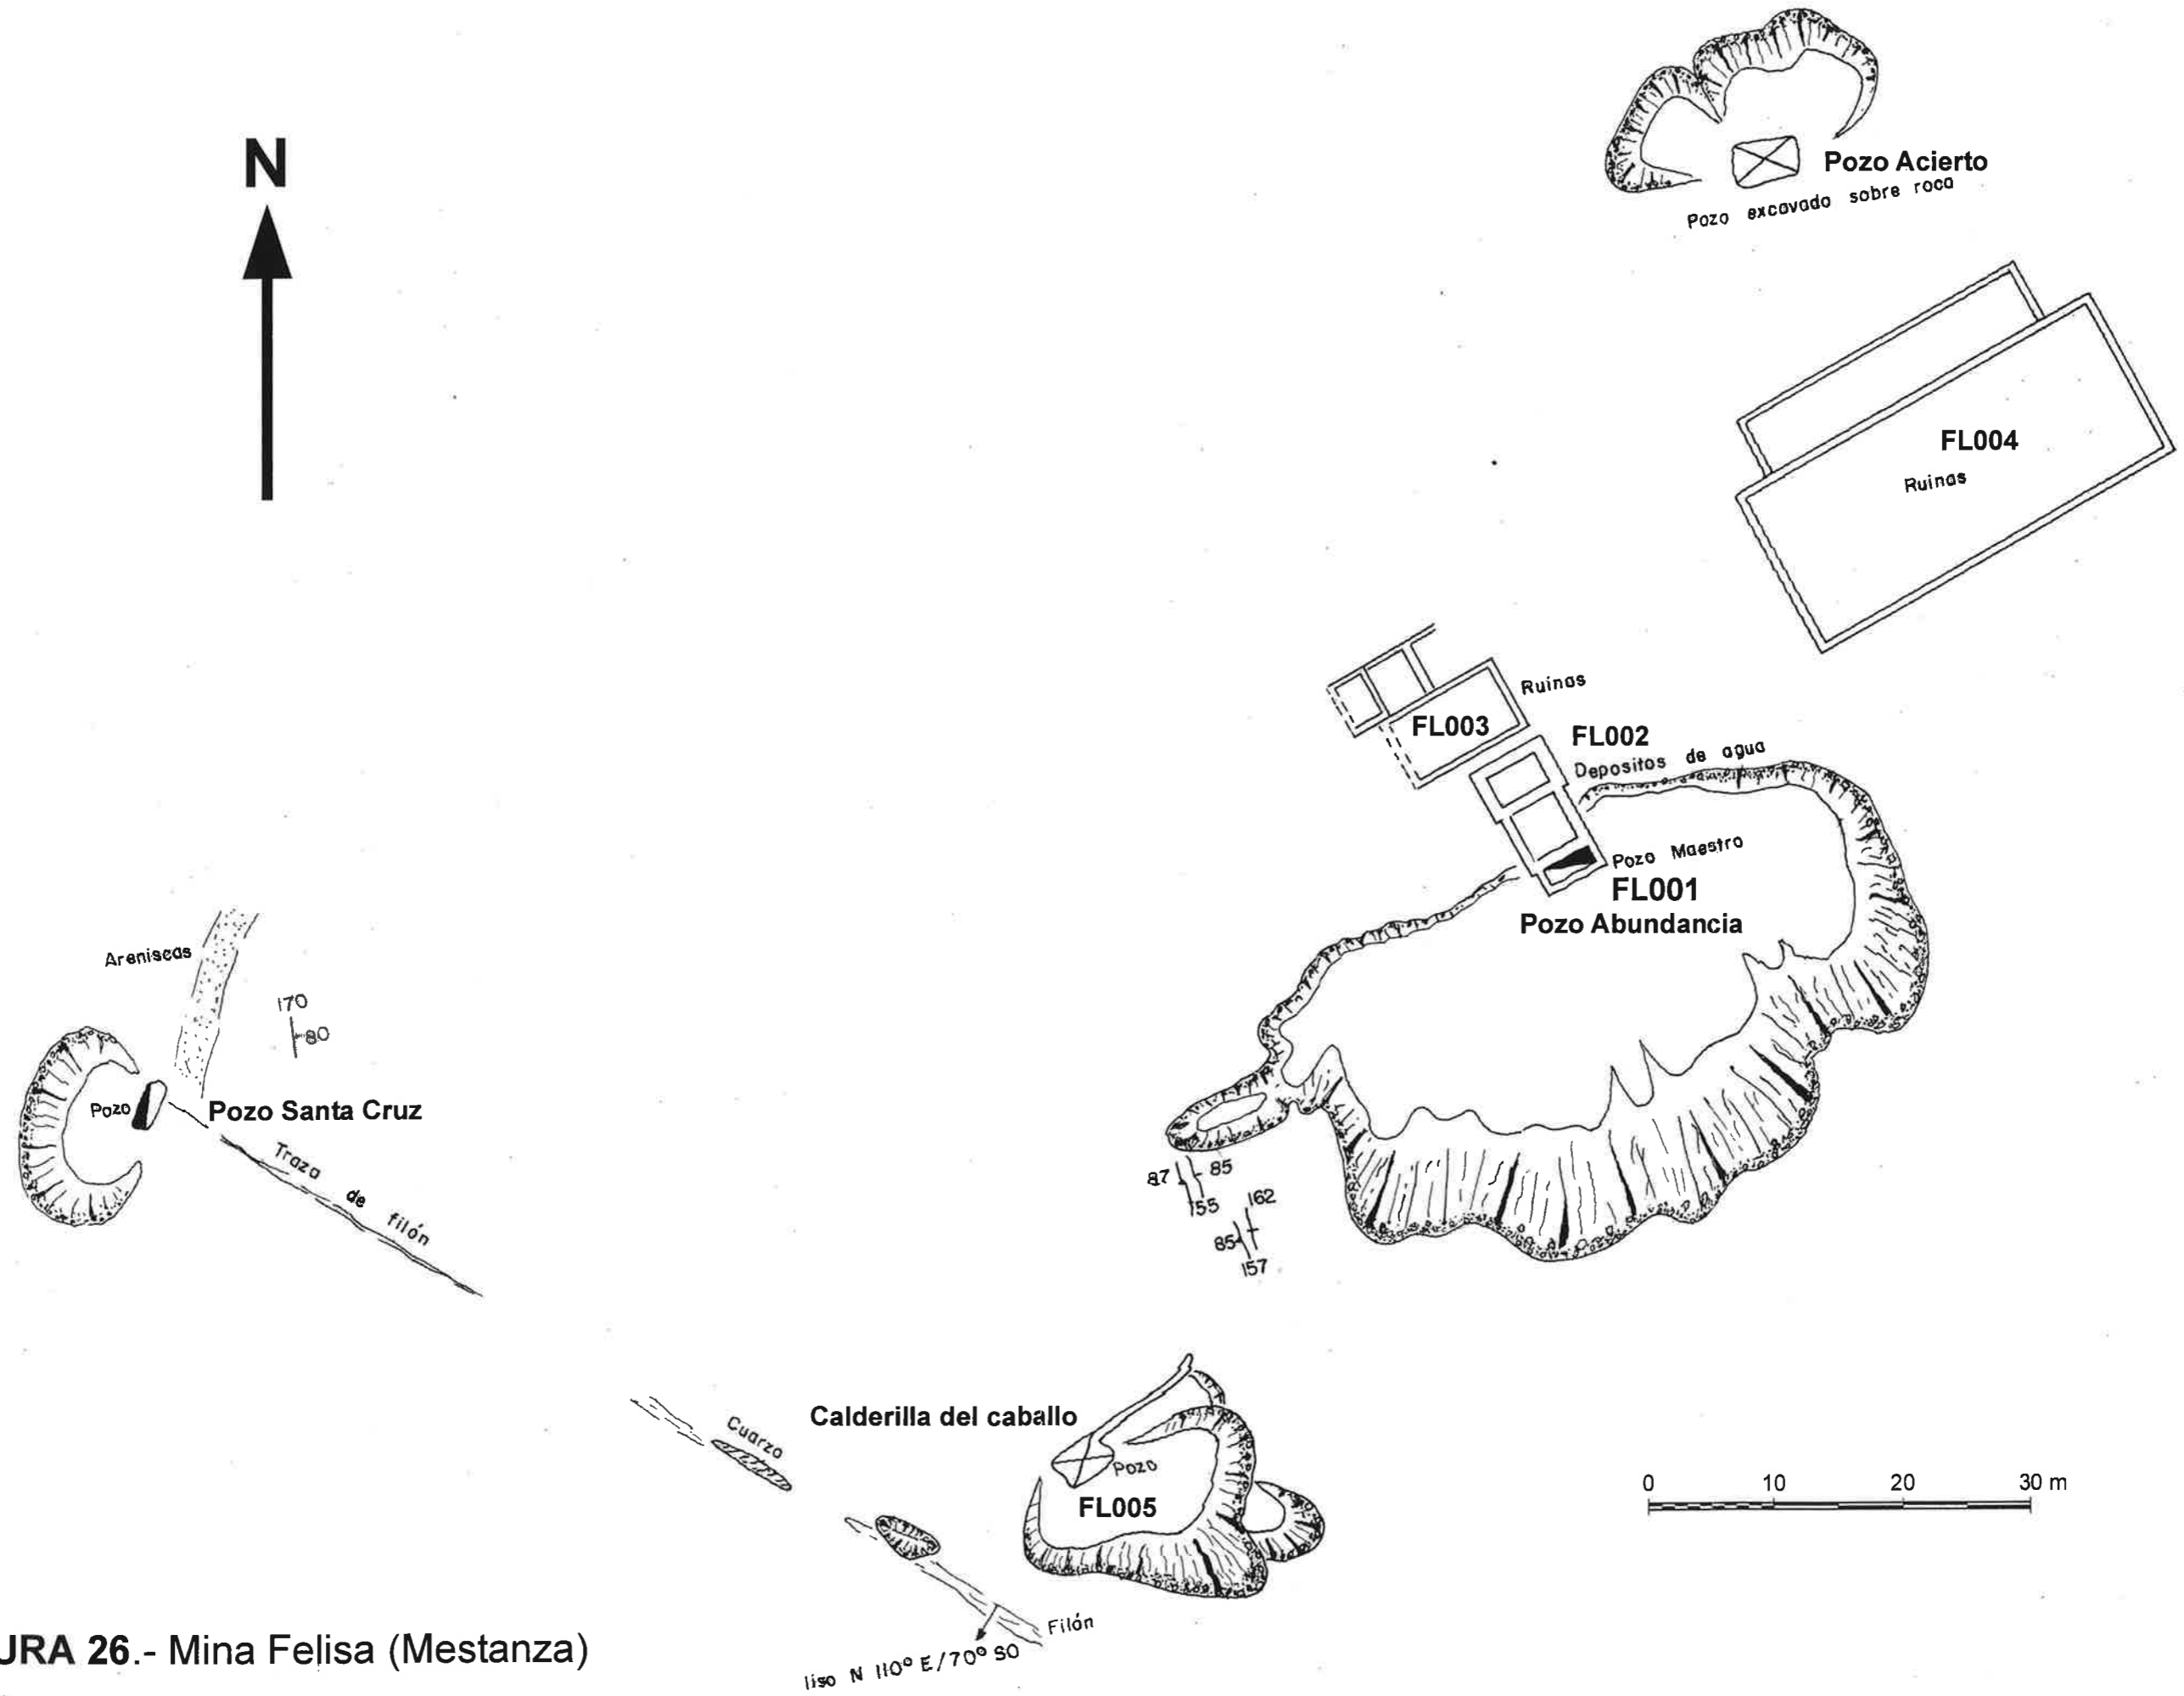 N
Pozo Acierto
Pozo excavado sobre roca
FL004
Ruinas
Ruinas
FL003
FL002
Depositos de agua
Pozo Maestro
FL001
Pozo Abundancia
Areniscas
170
80
Pozo
Pozo Santa Cruz
Traza de filón
87
85
155
162
85
157
Calderilla del caballo
Cuarzo
Pozo
FL005
0 10 20 30 m
Filón
liso N 110º E/70º SO
URA 26.- Mina Felisa (Mestanza)